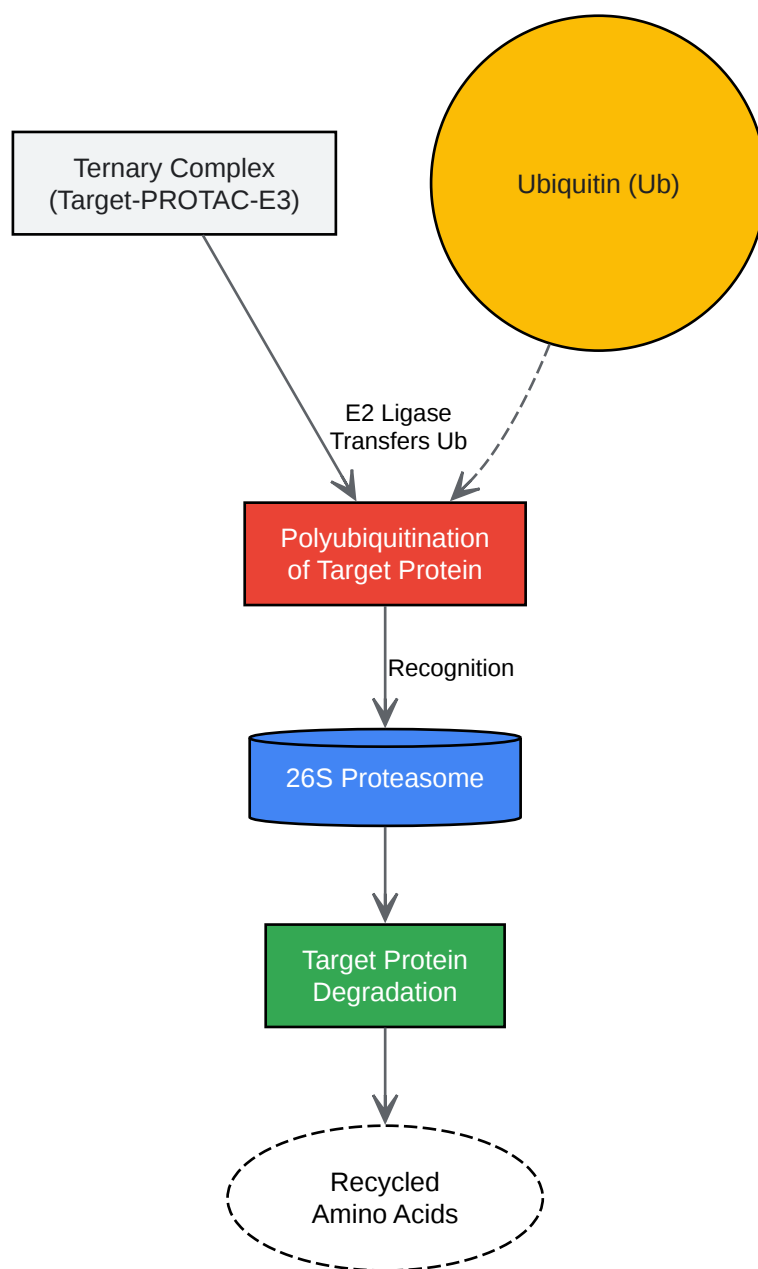 Ternary Complex
(Target-PROTAC-E3)
Ubiquitin (Ub)
E2 Ligase
Transfers Ub
Polyubiquitination
of Target Protein
Recognition
26S Proteasome
Target Protein
Degradation
Recycled
Amino Acids